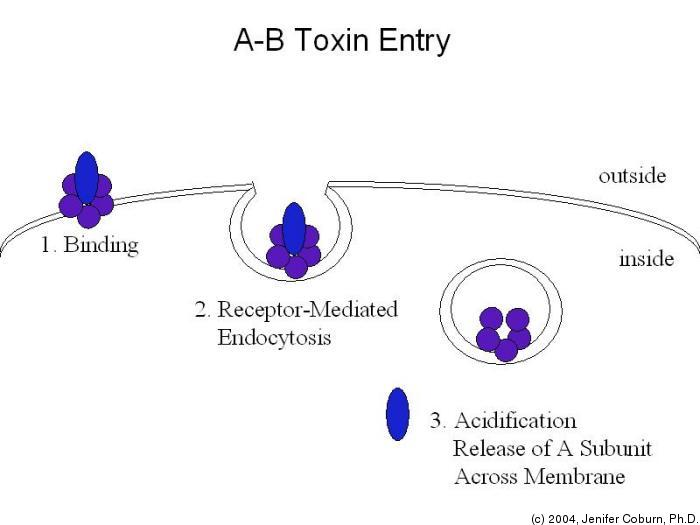 A-B Toxin Entry
outside
1. Binding
inside
2. Receptor-Mediated
Endocytosis
3. Acidification
Release of A Subunit
Across Membrane
(c) 2004, Jenifer Coburn, Ph.D.